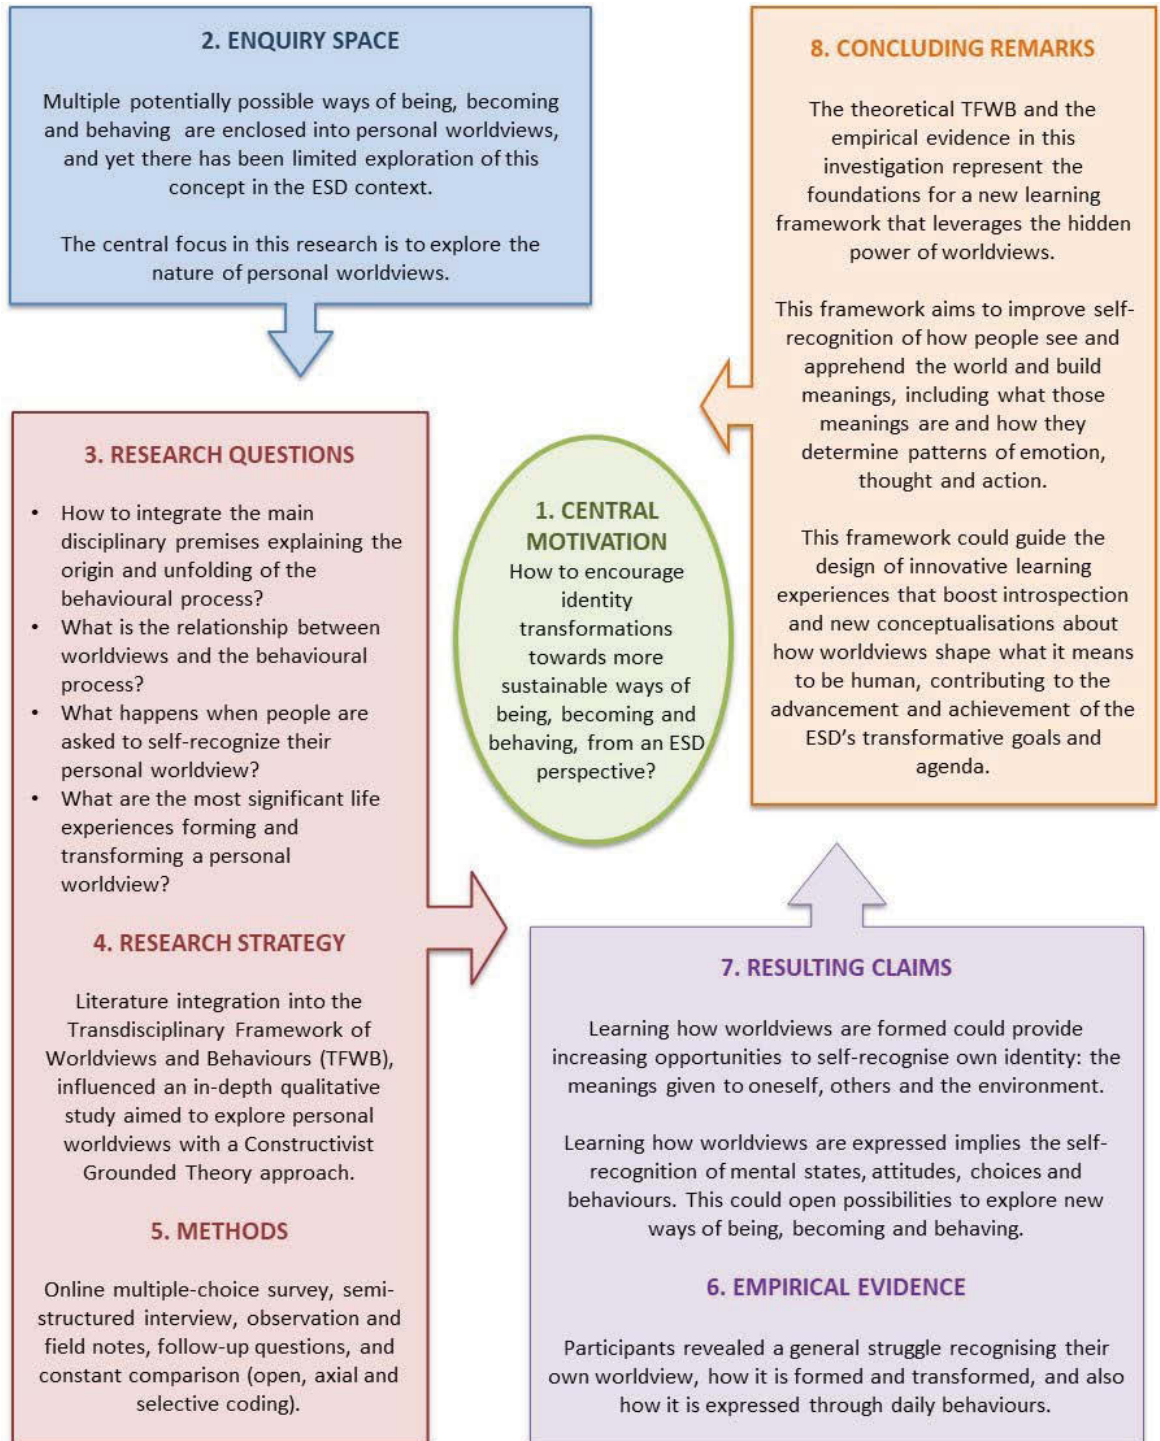 2. ENQUIRY SPACE
Multiple potentially possible ways of being, becoming
and behaving are enclosed into personal worldviews,
and yet there has been limited exploration of this
concept in the ESD context.
The central focus in this research is to explore the
nature of personal worldviews.
3. RESEARCH QUESTIONS
• How to integrate the main
disciplinary premises explaining the
origin and unfolding of the
behavioural process?
• What is the relationship between
worldviews and the behavioural
process?
• What happens when people are
asked to self-recognize their
personal worldview?
• What are the most significant life
experiences forming and
transforming a personal
worldview?
4. RESEARCH STRATEGY
Literature integration into the
Transdisciplinary Framework of
Worldviews and Behaviours (TFWB),
influenced an in-depth qualitative
study aimed to explore personal
worldviews with a Constructivist
Grounded Theory approach.
5. METHODS
Online multiple-choice survey, semi-
structured interview, observation and
field notes, follow-up questions, and
constant comparison (open, axial and
selective coding).
1. CENTRAL
MOTIVATION
How to encourage
identity
transformations
towards more
sustainable ways of
being, becoming and
behaving, from an ESD
perspective?
8. CONCLUDING REMARKS
The theoretical TFWB and the
empirical evidence in this
investigation represent the
foundations for a new learning
framework that leverages the hidden
power of worldviews.
This framework aims to improve self-
recognition of how people see and
apprehend the world and build
meanings, including what those
meanings are and how they
determine patterns of emotion,
thought and action.
This framework could guide the
design of innovative learning
experiences that boost introspection
and new conceptualisations about
how worldviews shape what it means
to be human, contributing to the
advancement and achievement of the
ESD's transformative goals and
agenda.
7. RESULTING CLAIMS
Learning how worldviews are formed could provide
increasing opportunities to self-recognise own identity: the
meanings given to oneself, others and the environment.
Learning how worldviews are expressed implies the self-
recognition of mental states, attitudes, choices and
behaviours. This could open possibilities to explore new
ways of being, becoming and behaving.
6. EMPIRICAL EVIDENCE
Participants revealed a general struggle recognising their
own worldview, how it is formed and transformed, and also
how it is expressed through daily behaviours.